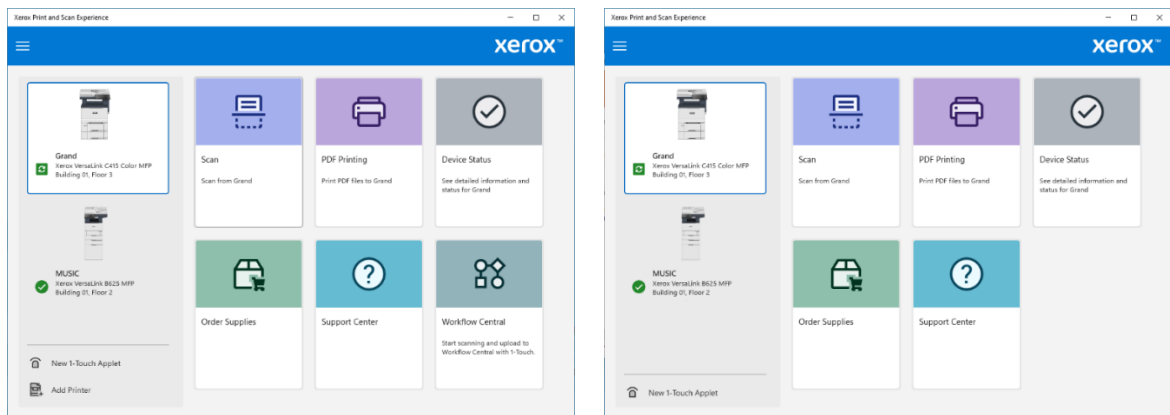 Xerox Print and Scan Experience
xerox™
Grand
Xerox VersaLink C415 Color MFP
Building 01, Floor 3
MUSIC
Xerox VersaLink B625 MFP
Building 01, Floor 2
New 1-Touch Applet
Add Printer
Scan
Scan from Grand
PDF Printing
Print PDF files to Grand
Device Status
See detailed information and
status for Grand
Order Supplies
Support Center
Workflow Central
Start scanning and upload to
Workflow Central with 1-Touch.
Xerox Print and Scan Experience
xerox™
Grand
Xerox VersaLink C415 Color MFP
Building 01, Floor 3
MUSIC
Xerox VersaLink B625 MFP
Building 01, Floor 2
New 1-Touch Applet
Scan
Scan from Grand
PDF Printing
Print PDF files to Grand
Device Status
See detailed information and
status for Grand
Order Supplies
Support Center